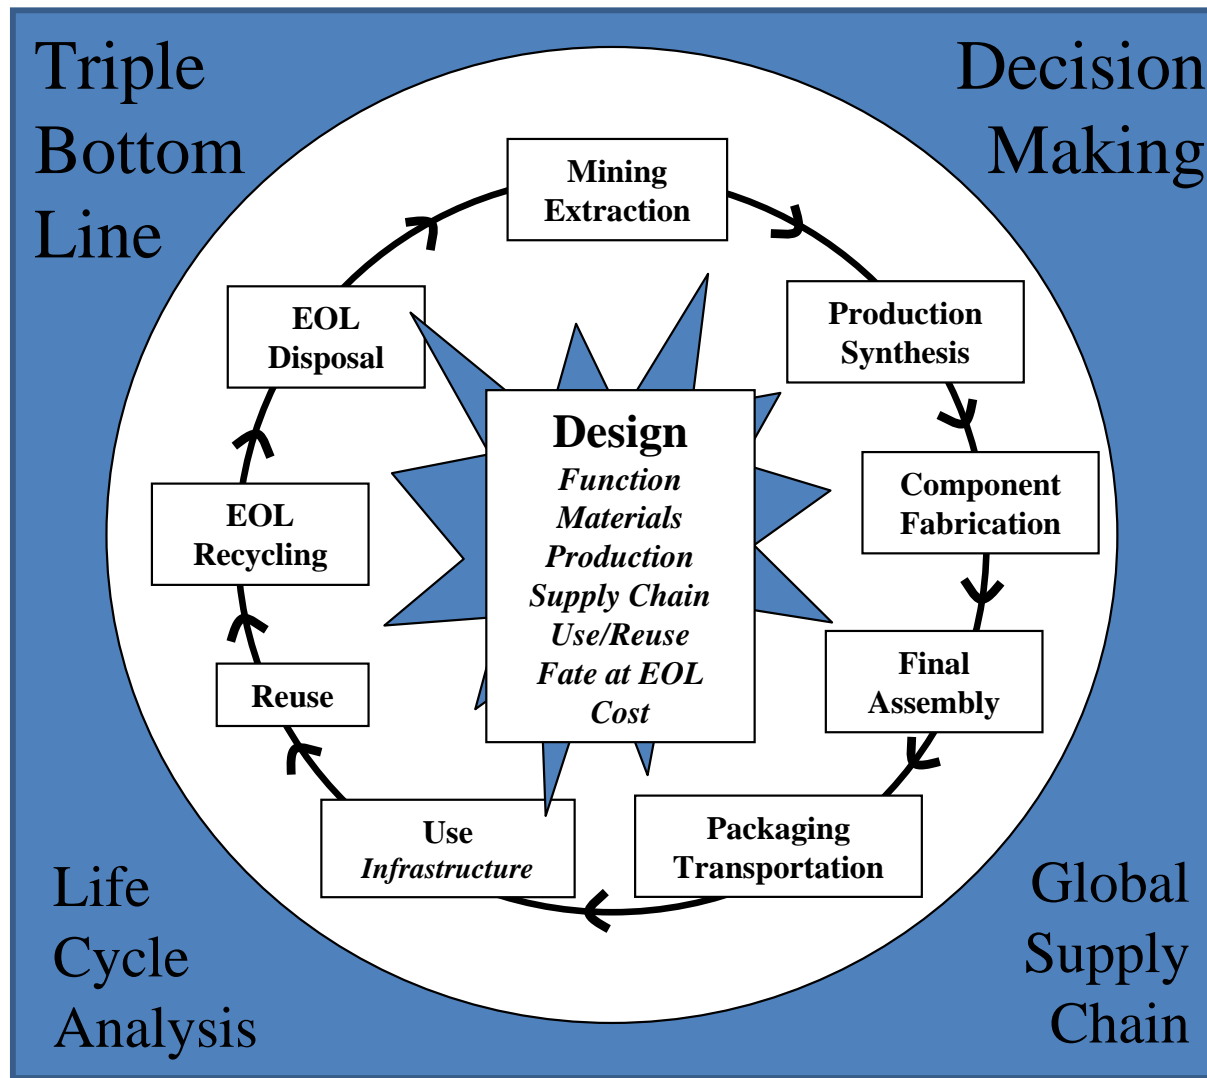 Triple
Bottom
Line
Decision
Making
Mining
Extraction
Production
Synthesis
Component
Fabrication
Final
Assembly
Packaging
Transportation
Use
Infrastructure
Reuse
EOL
Recycling
EOL
Disposal
Design
Function
Materials
Production
Supply Chain
Use/Reuse
Fate at EOL
Cost
Life
Cycle
Analysis
Global
Supply
Chain